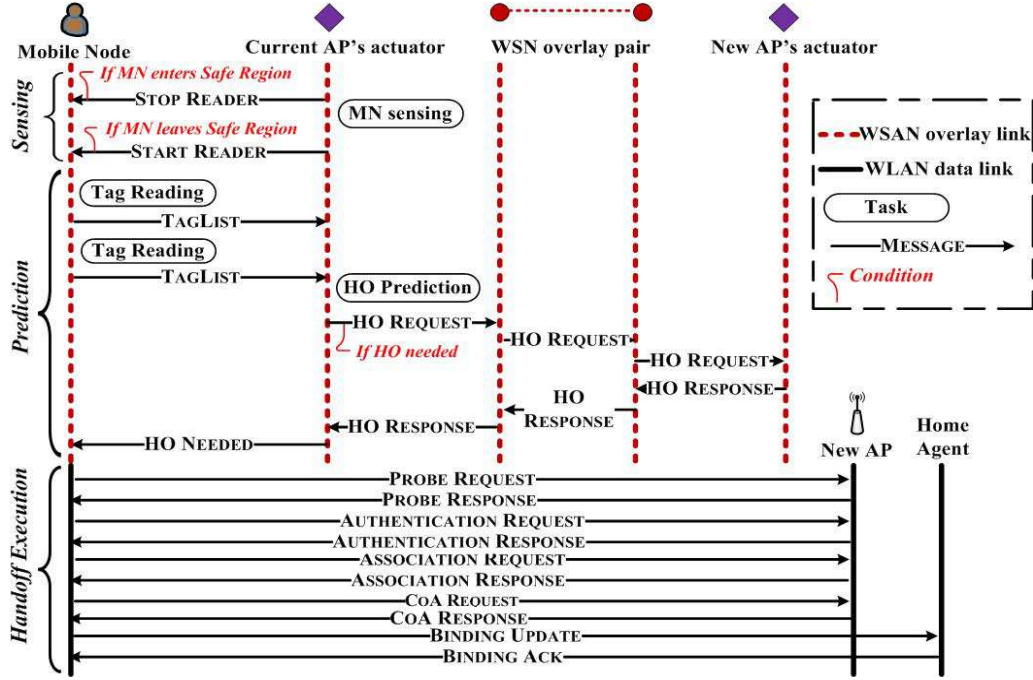 Mobile Node
Current AP's actuator
WSN overlay pair
New AP's actuator
Sensing
If MN enters Safe Region
STOP READER
MN sensing
If MN leaves Safe Region
START READER
WSAN overlay link
WLAN data link
Task
MESSAGE
Condition
Prediction
Tag Reading
TAGLIST
Tag Reading
TAGLIST
HO Prediction
HO REQUEST
If HO needed
HO REQUEST
HO REQUEST
HO RESPONSE
HO
RESPONSE
HO RESPONSE
HO NEEDED
New AP
Home
Agent
Handoff Execution
PROBE REQUEST
PROBE RESPONSE
AUTHENTICATION REQUEST
AUTHENTICATION RESPONSE
ASSOCIATION REQUEST
ASSOCIATION RESPONSE
COA REQUEST
COA RESPONSE
BINDING UPDATE
BINDING ACK